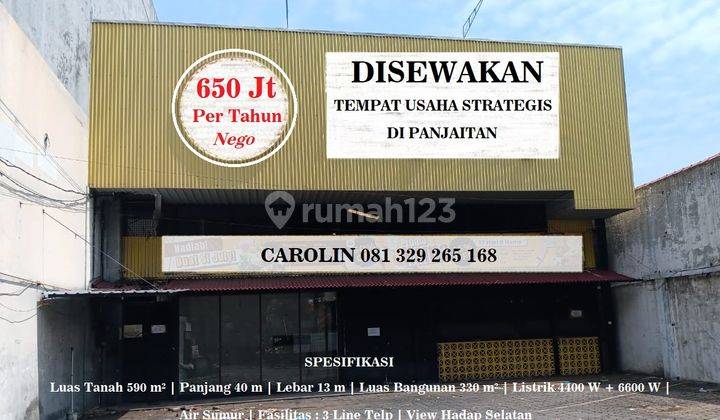 650 Jt
Per Tahun
Nego
DISEWAKAN
TEMPAT USAHA STRATEGIS
DI PANJAITAN
rumah123
CAROLIN 081 329 265 168
SPESIFIKASI
Luas Tanah 590 m² | Panjang 40 m | Lebar 13 m | Luas Bangunan 330 m² | Listrik 4400 W + 6600 W |
Air Sumur | Fasilitas : 3 Line Telp | View Hadap Selatan